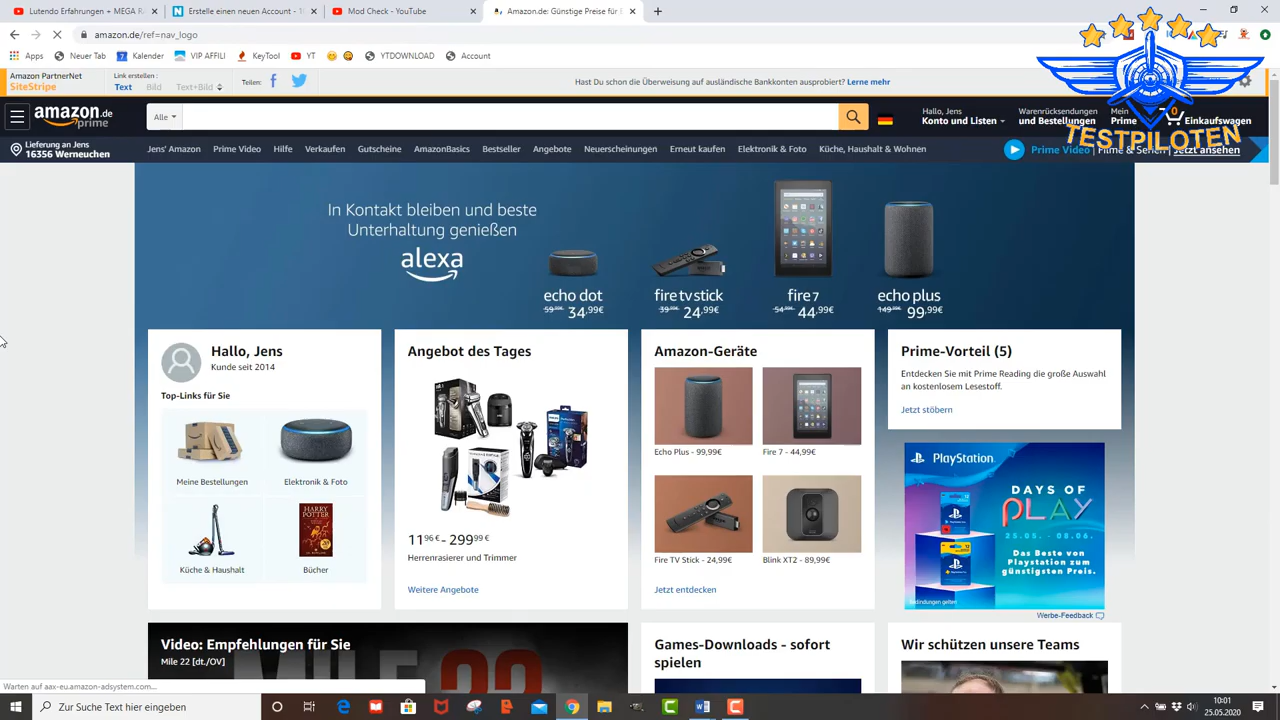 Lutendo Erfahrungen + MEGA RA
Erstelle einen neuen Account - 1
Mod Check - YouTube
Amazon.de: Günstige Preise für E
amazon.de/ref=nav_logo
Apps
Neuer Tab
Kalender
VIP AFFILI
KeyTool
YT
YTDOWNLOAD
Account
Amazon PartnerNet
SiteStripe
Link erstellen:
Text
Bild
Text+Bild
Teilen:
Hast Du schon die Überweisung auf ausländische Bankkonten ausprobiert? Lerne mehr
amazon.de
prime
Alle
Hallo, Jens
Konto und Listen
Warenrücksendungen
und Bestellungen
Mein
Prime
0
Einkaufswagen
TESTPILOTEN
Lieferung an Jens
16356 Werneuchen
Jens' Amazon
Prime Video
Hilfe
Verkaufen
Gutscheine
AmazonBasics
Bestseller
Angebote
Neuerscheinungen
Erneut kaufen
Elektronik & Foto
Küche, Haushalt & Wohnen
Prime Video | Filme & Serien | Jetzt ansehen
In Kontakt bleiben und beste
Unterhaltung genießen
alexa
echo dot
59,99€ 34,99€
fire tv stick
39,99€ 24,99€
fire 7
54,99€ 44,99€
echo plus
149,99€ 99,99€
Hallo, Jens
Kunde seit 2014
Top-Links für Sie
Meine Bestellungen
Elektronik & Foto
HARRY
POTTER
Küche & Haushalt
Bücher
Angebot des Tages
11 96 € - 299 99 €
Herrenrasierer und Trimmer
Weitere Angebote
Amazon-Geräte
Echo Plus - 99,99€
Fire 7 - 44,99€
Fire TV Stick - 24,99€
Blink XT2 - 89,99€
Jetzt entdecken
Prime-Vorteil (5)
Entdecken Sie mit Prime Reading die große Auswahl
an kostenlosem Lesestoff.
Jetzt stöbern
PlayStation.
DAYS OF
PLAY
25.05. - 08.06.
Das Beste von
Playstation zum
günstigsten Preis.
Bedingungen gelten
Werbe-Feedback
Video: Empfehlungen für Sie
Mile 22 [dt./OV]
MILE 22
Games-Downloads - sofort
spielen
Wir schützen unsere Teams
Warten auf aax-eu.amazon-adsystem.com...
Zur Suche Text hier eingeben
10:01
25.05.2020